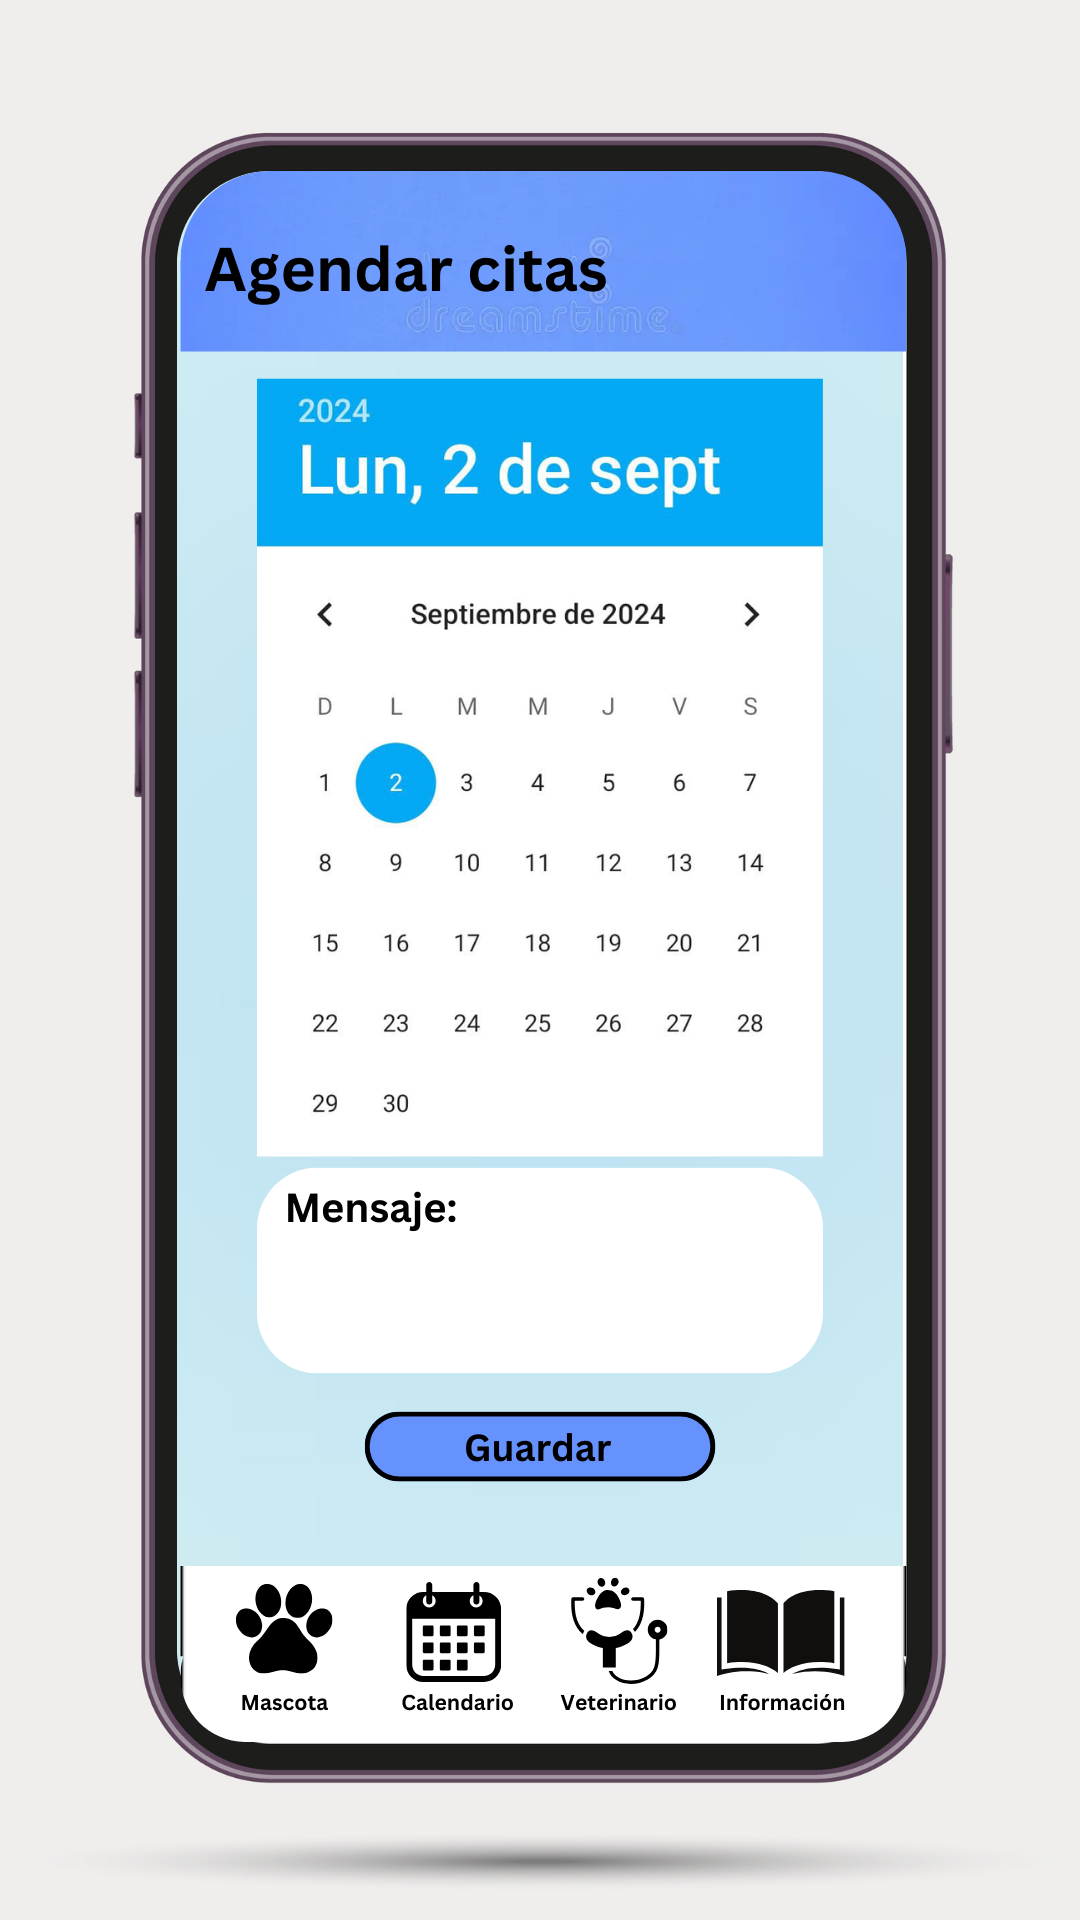 Agendar citas
dreamstime.
2024
Lun, 2 de sept
Septiembre de 2024
D L M M J V S
1 2 3 4 5 6 7
8 9 10 11 12 13 14
15 16 17 18 19 20 21
22 23 24 25 26 27 28
29 30
Mensaje:
Guardar
Mascota Calendario Veterinario Información